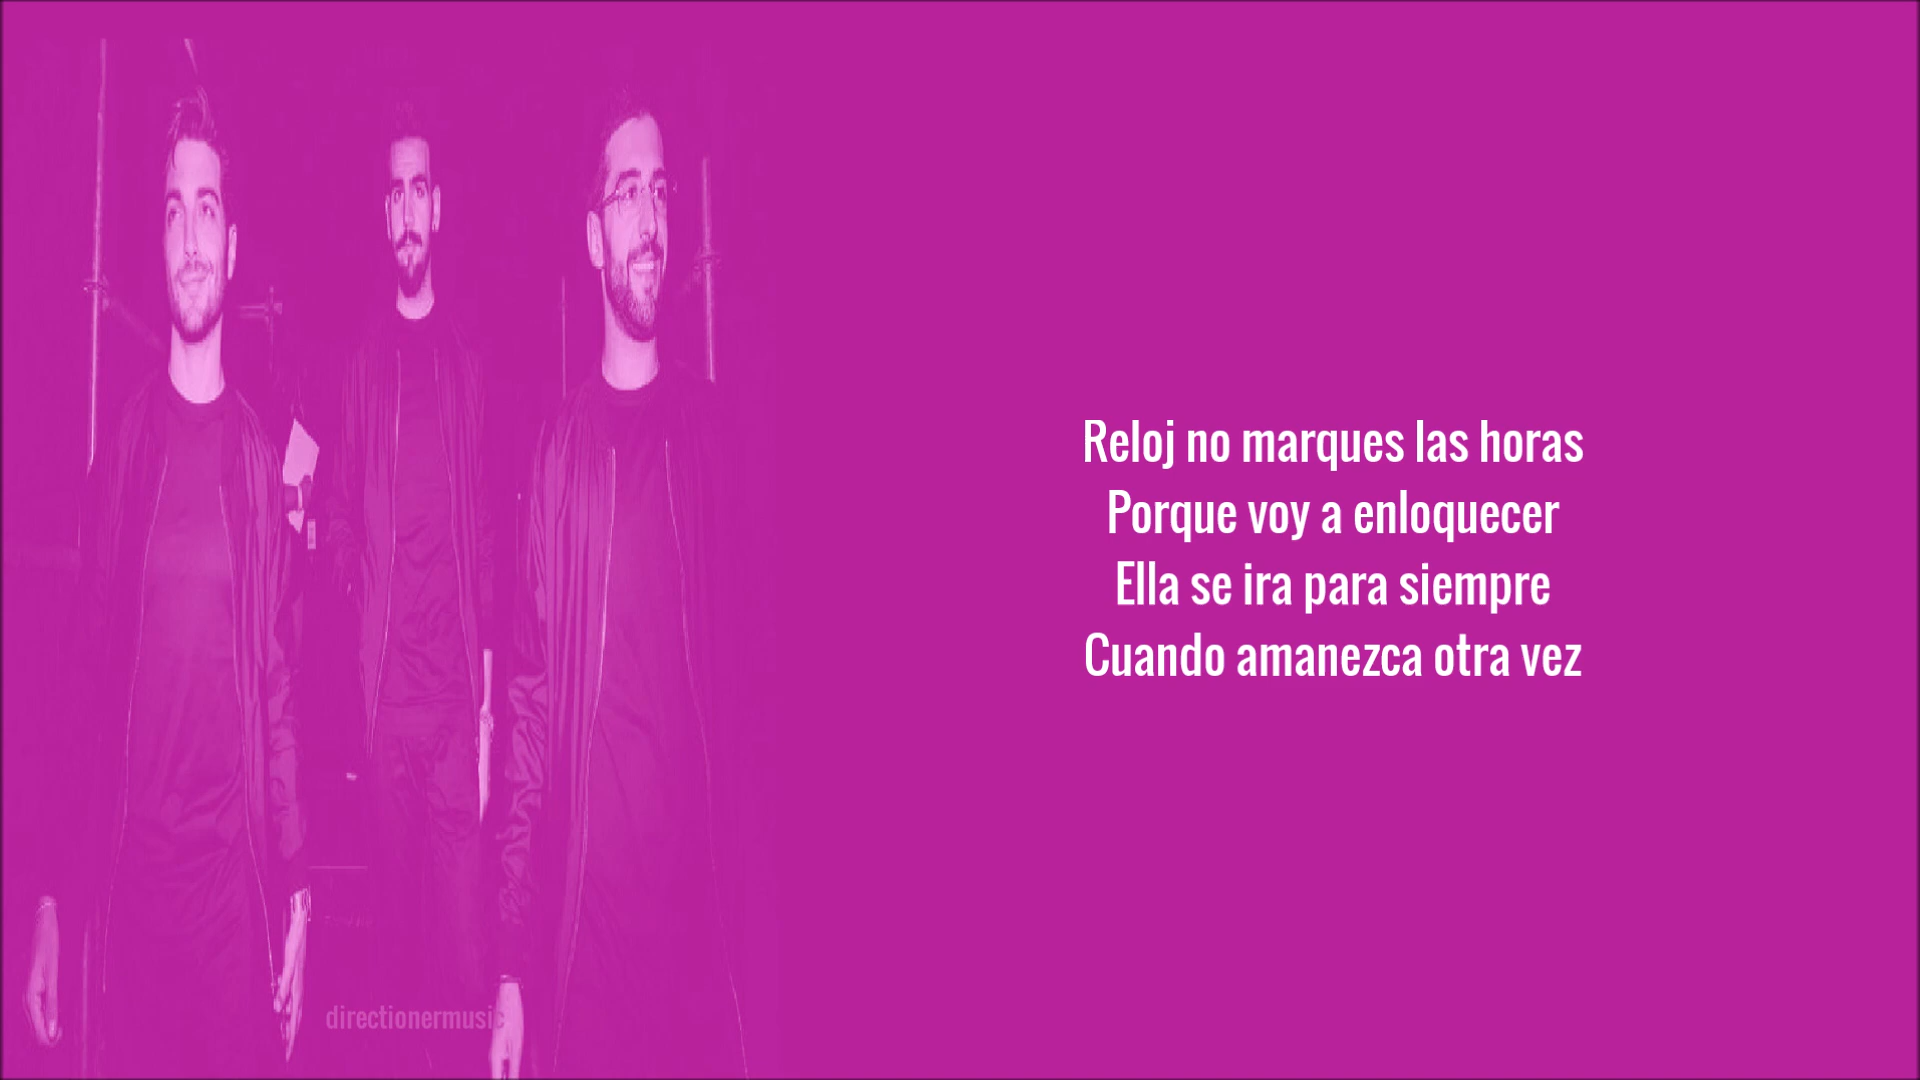 Reloj no marques las horas
Porque voy a enloquecer
Ella se ira para siempre
Cuando amanezca otra vez
directionermusic